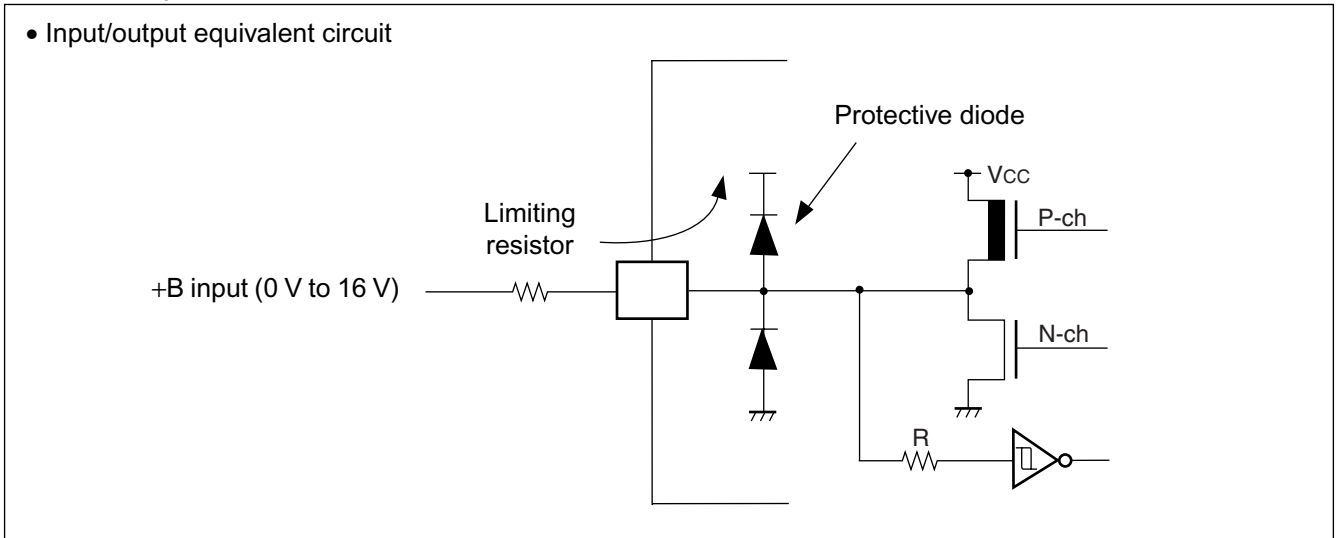 • Input/output equivalent circuit
Protective diode
VCC
Limiting
resistor
P-ch
+B input (0 V to 16 V)
N-ch
R